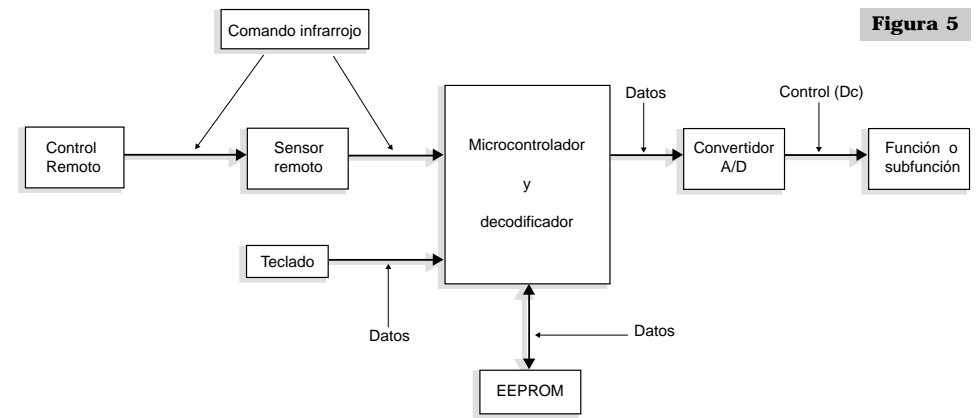 Figura 5
Comando infrarrojo
Control
Remoto
Sensor
remoto
Microcontrolador
y
decodificador
Datos
Convertidor
A/D
Control (Dc)
Función o
subfunción
Teclado
Datos
Datos
EEPROM